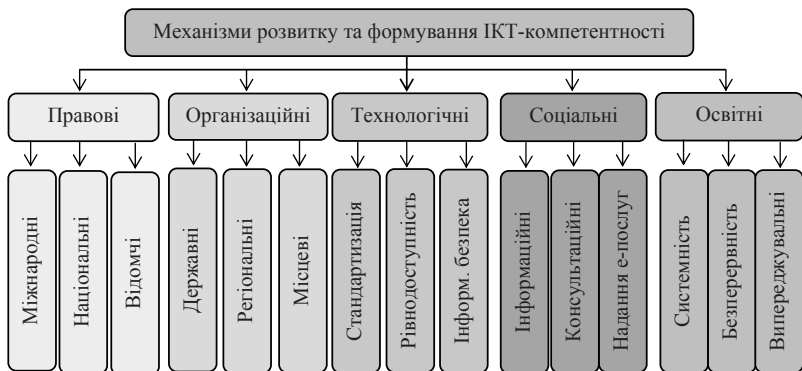 Механізми розвитку та формування ІКТ-компетентності
Правові
Організаційні
Технологічні
Соціальні
Освітні
Міжнародні
Національні
Відомчі
Державні
Регіональні
Місцеві
Стандартизація
Рівнодоступність
Інформ. безпека
Інформаційні
Консультаційні
Надання е-послуг
Системність
Безперервність
Випереджувальні